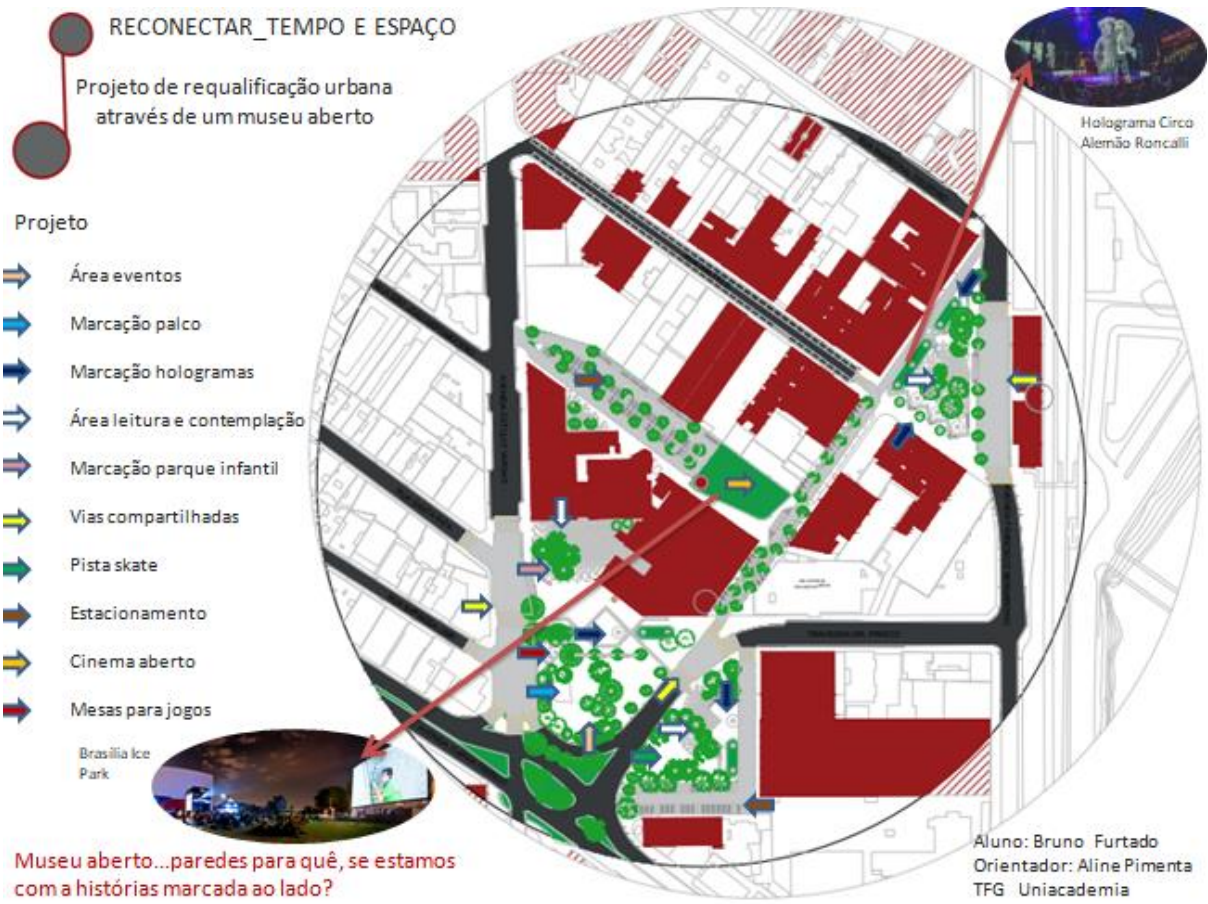 RECONECTAR_TEMPO E ESPAÇO
Projeto de requalificação urbana
através de um museu aberto
Holograma Circo
Alemão Roncalli
Projeto
Área eventos
Marcação palco
Marcação hologramas
Área leitura e contemplação
Marcação parque infantil
Vias compartilhadas
Pista skate
Estacionamento
Cinema aberto
Mesas para jogos
Brasília Ice
Park
Museu aberto...paredes para quê, se estamos
com a histórias marcada ao lado?
Aluno: Bruno Furtado
Orientador: Aline Pimenta
TFG Uniacademia